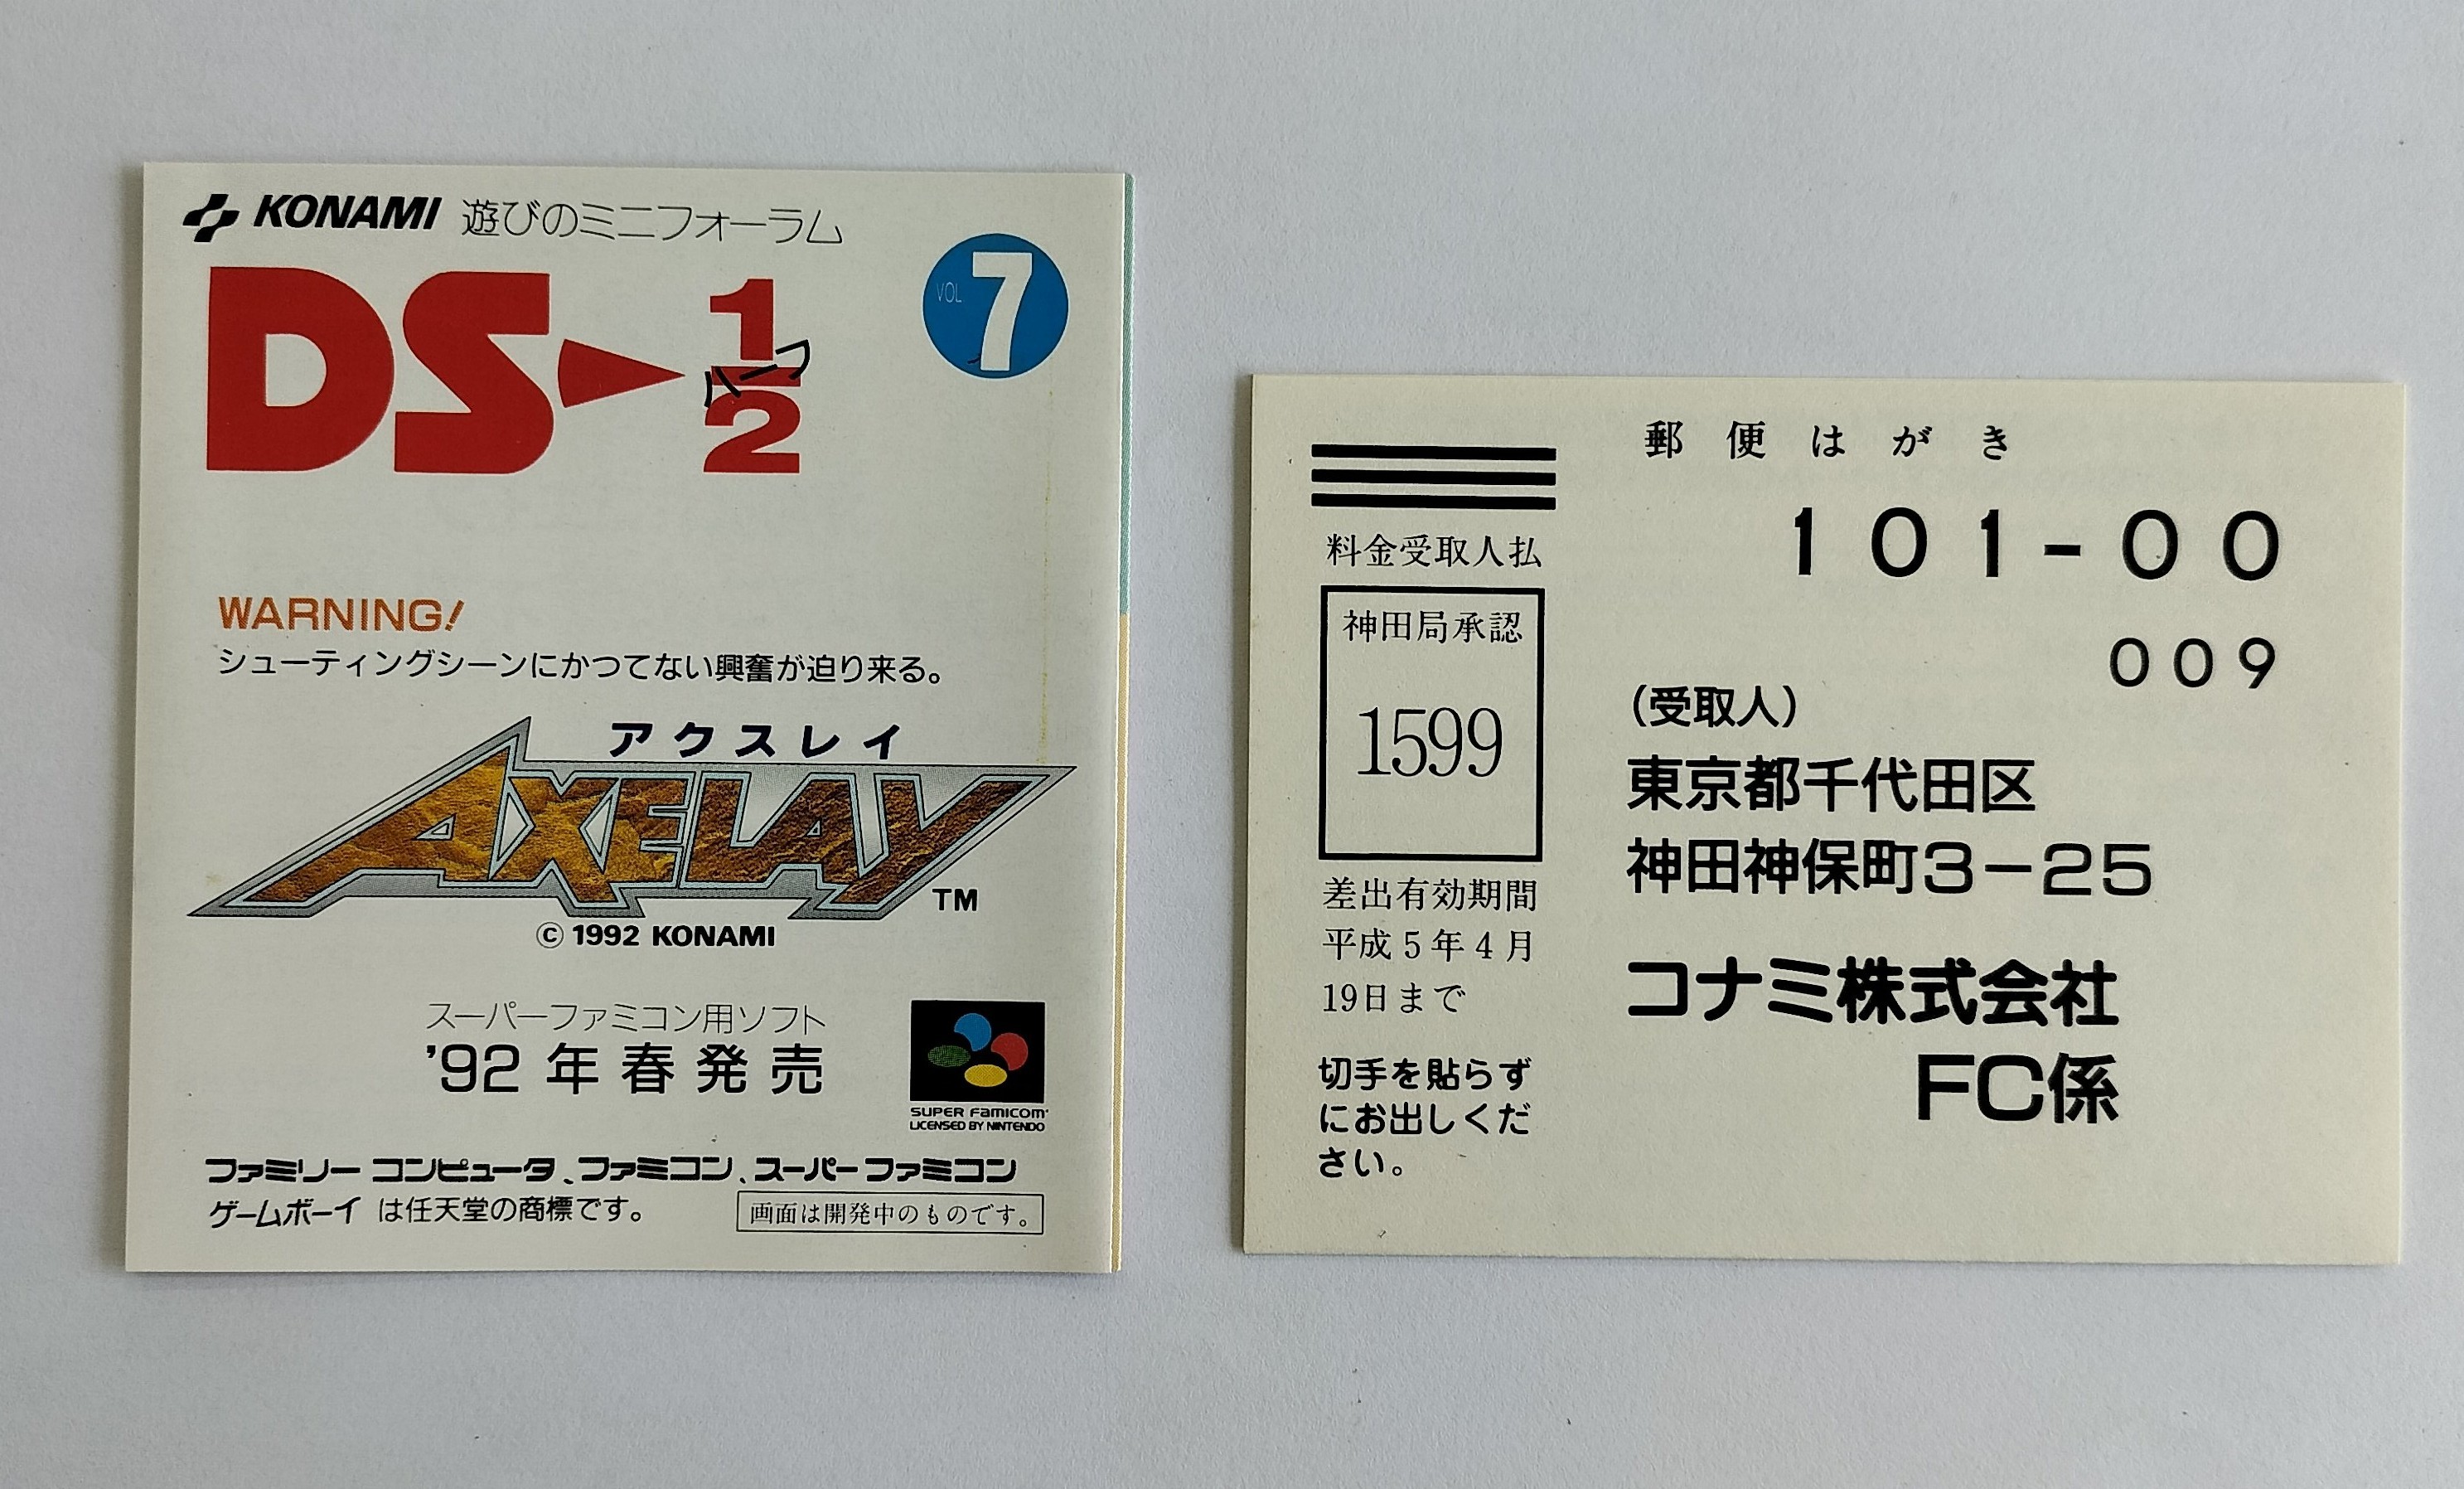 KONAMI 遊びのミニフォーラム
DS 1/2
ハーフ
VOL 7
WARNING!
シューティングシーンにかつてない興奮が迫り来る。
アクスレイ
AXELAY TM
© 1992 KONAMI
スーパーファミコン用ソフト
'92年春発売
SUPER FAMICOM
LICENSED BY NINTENDO
ファミリーコンピュータ、ファミコン、スーパーファミコン
ゲームボーイ は任天堂の商標です。
画面は開発中のものです。
郵便はがき
101-00
009
料金受取人払
神田局承認
1599
差出有効期間
平成5年4月
19日まで
切手を貼らず
にお出しくだ
さい。
(受取人)
東京都千代田区
神田神保町3-25
コナミ株式会社
FC係